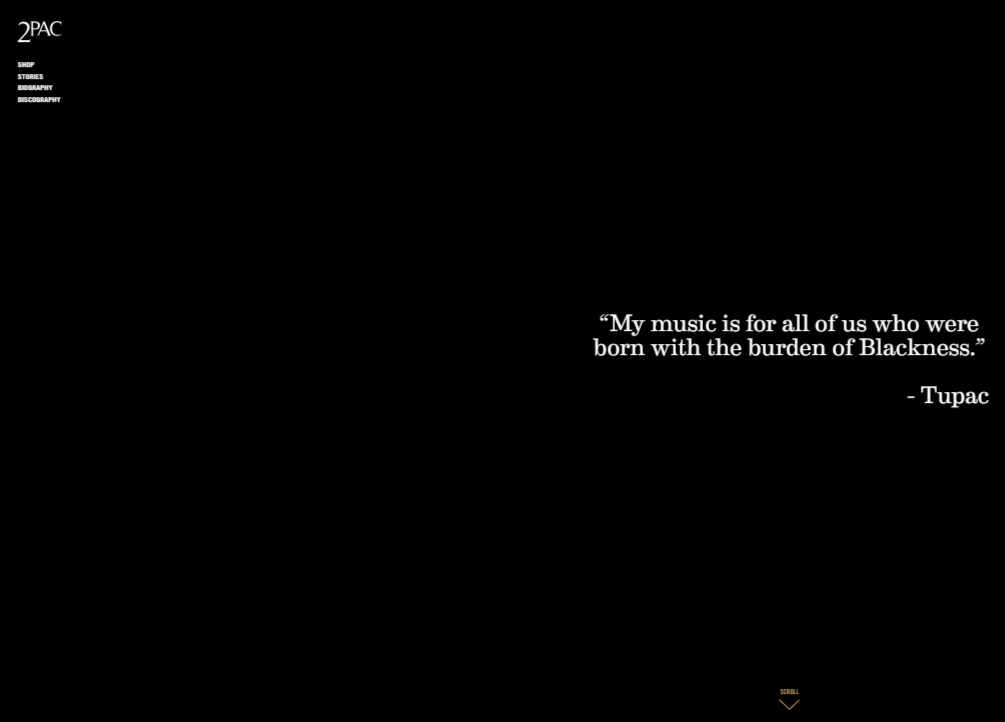 2PAC
SHOP
STORIES
BIOGRAPHY
DISCOGRAPHY
“My music is for all of us who were
born with the burden of Blackness.”
- Tupac
SCROLL